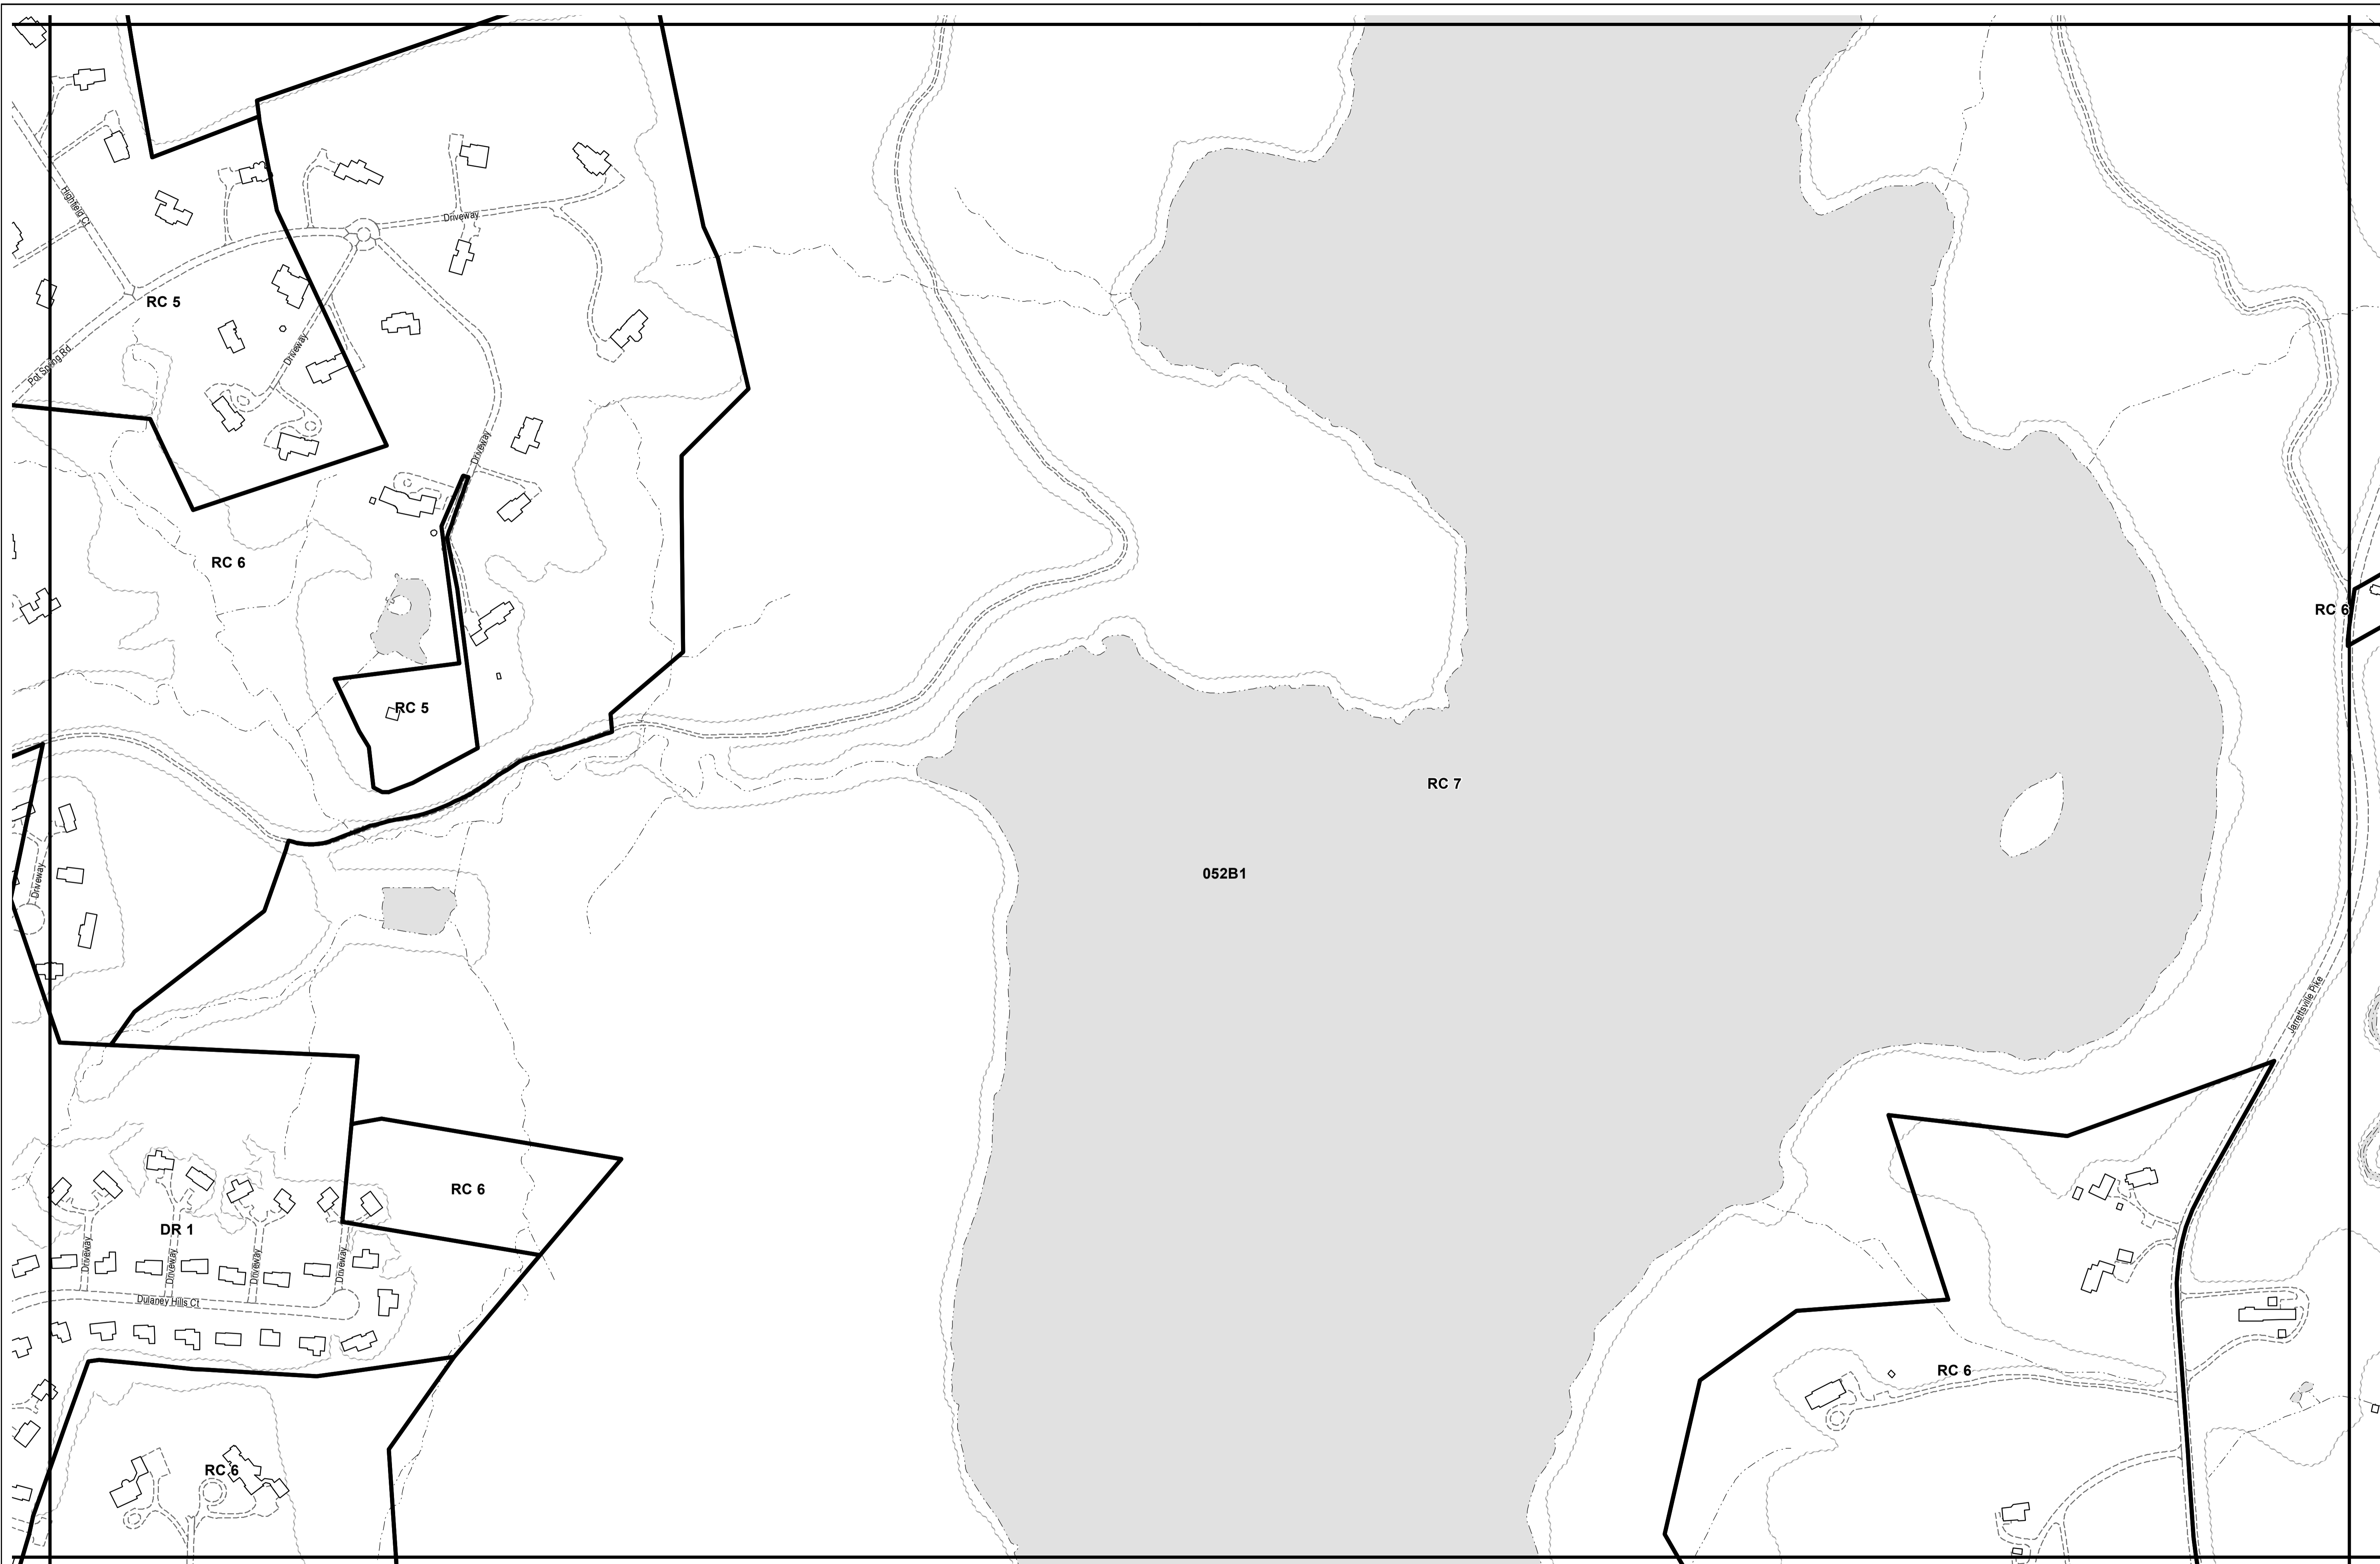 Highfield Ct
Driveway
RC 5
Driveway
Pot Spring Rd
Driveway
RC 6
RC 6
RC 5
RC 7
Driveway
052B1
Jarrettsville Pike
RC 6
DR 1
Driveway
Driveway
Driveway
Driveway
Dulaney Hills Ct
RC 6
RC 6